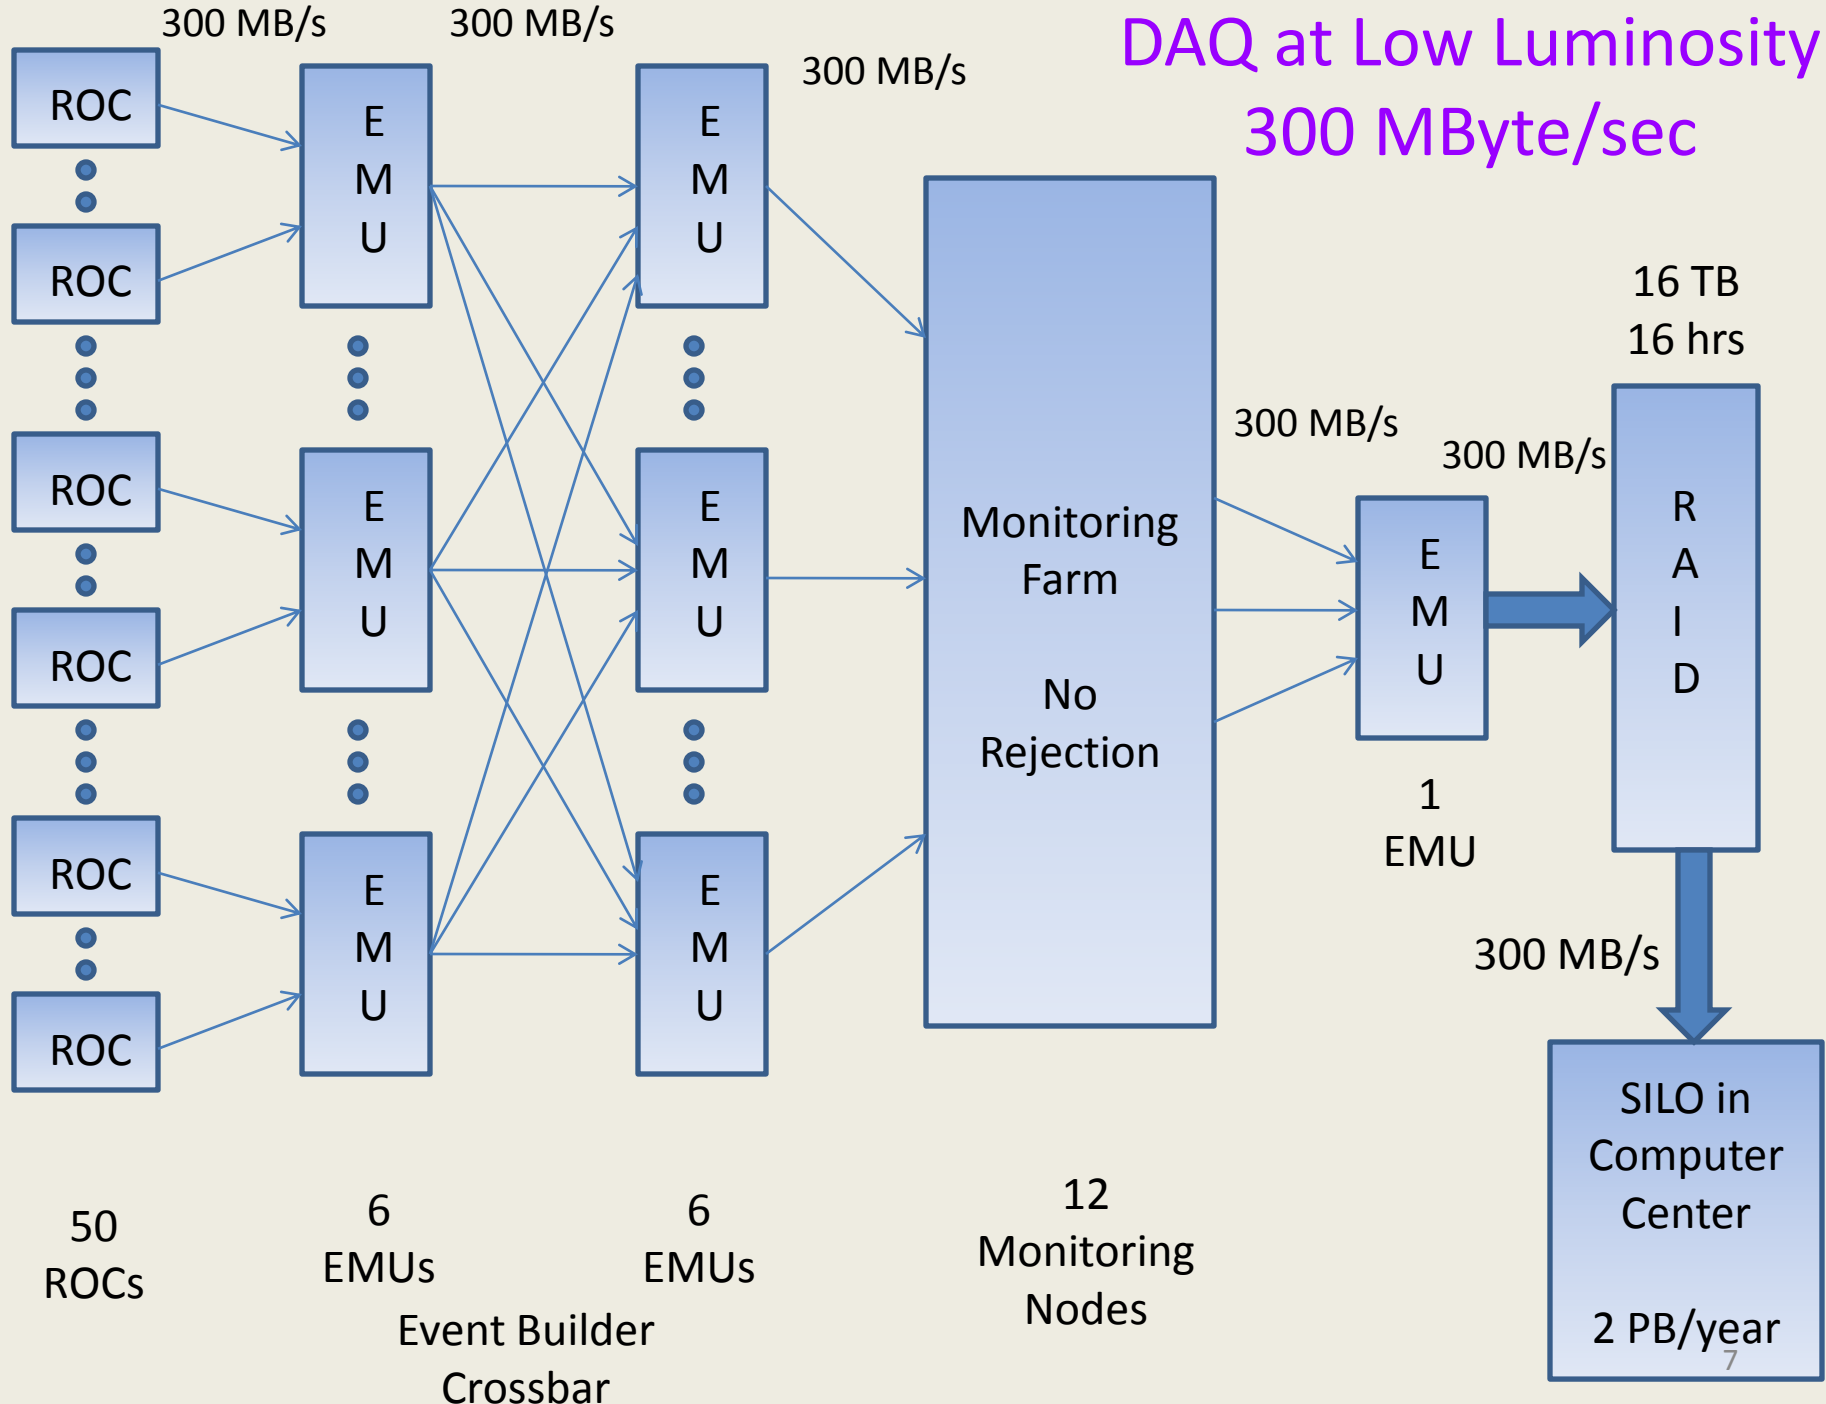 DAQ at Low Luminosity
300 MByte/sec
300 MB/s
300 MB/s
300 MB/s
ROC
ROC
ROC
ROC
ROC
ROC
E
M
U
E
M
U
E
M
U
E
M
U
E
M
U
E
M
U
Monitoring
Farm
No
Rejection
300 MB/s
E
M
U
1
EMU
300 MB/s
16 TB
16 hrs
R
A
I
D
300 MB/s
SILO in
Computer
Center
2 PB/year
50
ROCs
6
EMUs
6
EMUs
Event Builder
Crossbar
12
Monitoring
Nodes
7